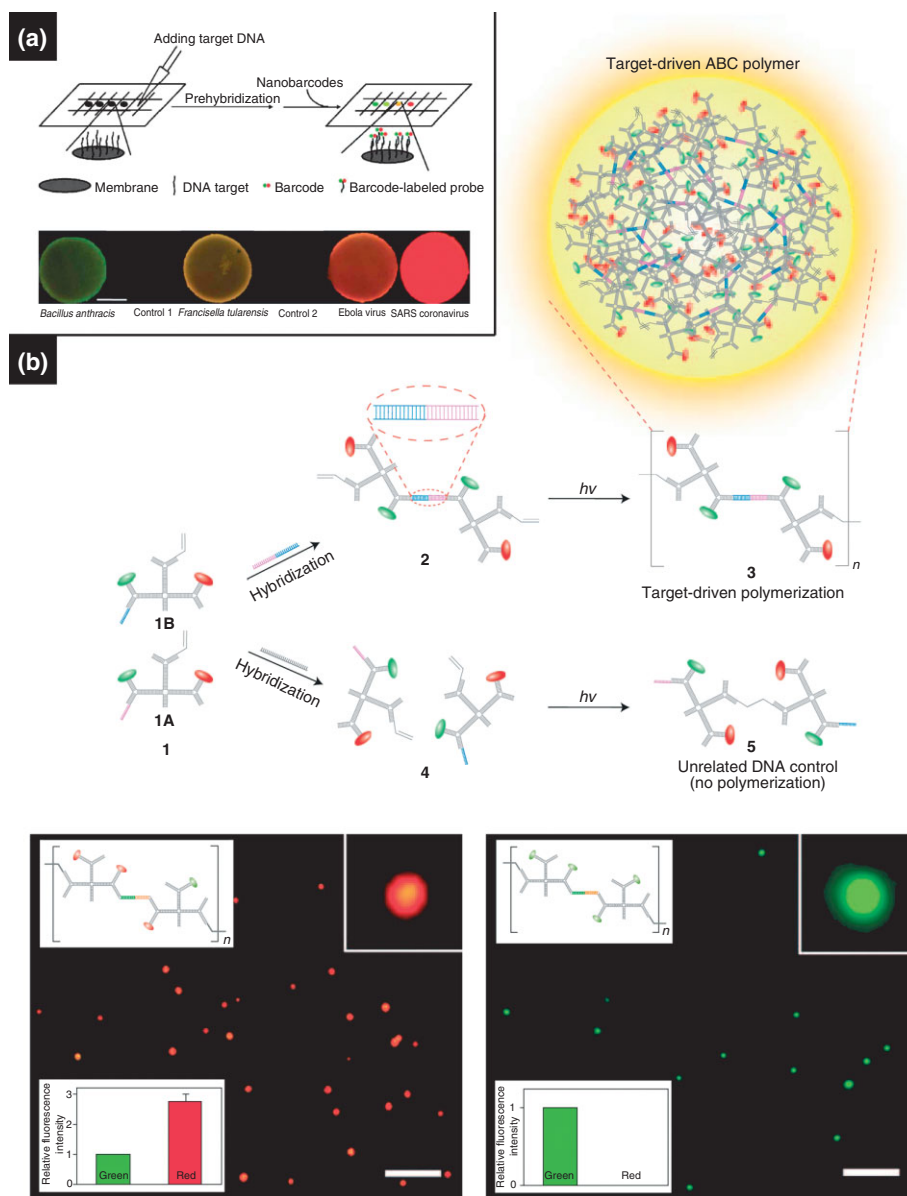 (a)
Adding target DNA
Nanobarcodes
Prehybridization
Membrane
DNA target
Barcode
Barcode-labeled probe
Bacillus anthracis
Control 1
Francisella tularensis
Control 2
Ebola virus
SARS coronavirus
Target-driven ABC polymer
(b)
Hybridization
2
hv
3
n
Target-driven polymerization
1B
Hybridization
1A
1
4
hv
5
Unrelated DNA control
(no polymerization)
n
Relative fluorescence
intensity
3
2
1
0
Green
Red
n
Relative fluorescence
intensity
1
0
Green
Red